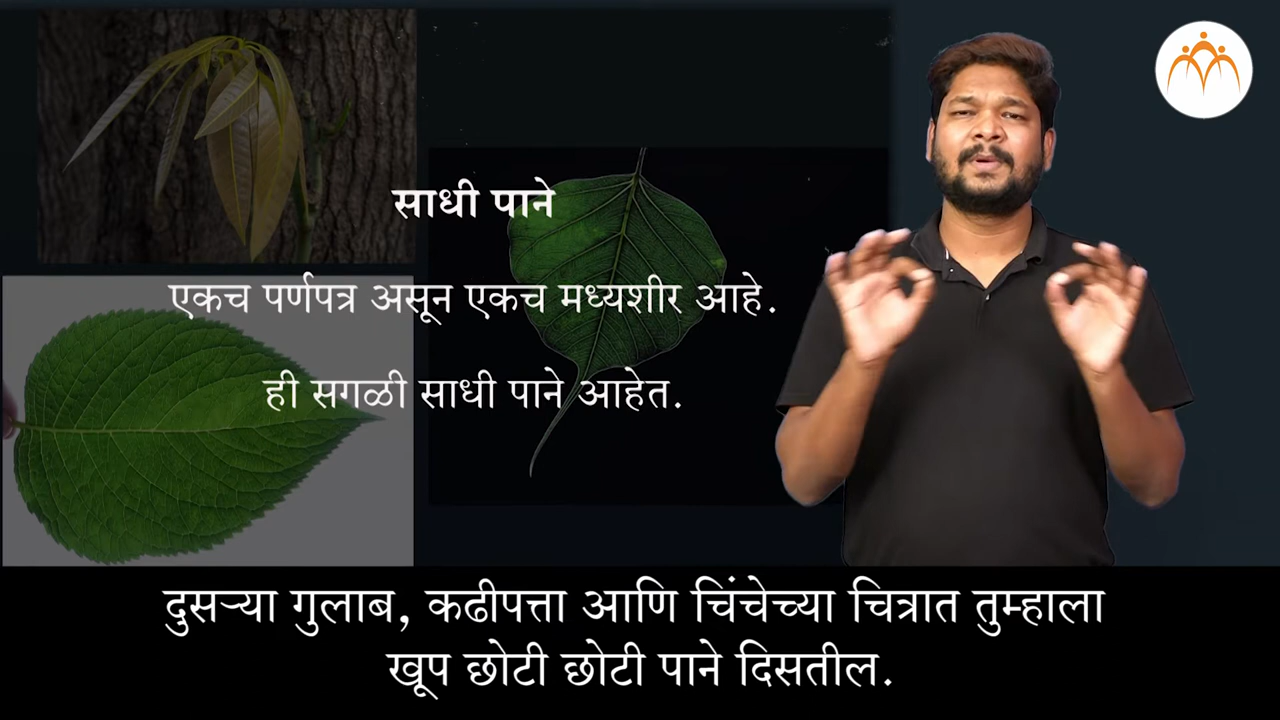 साधी पाने
एकच पर्णपत्र असून एकच मध्यशीर आहे.
ही सगळी साधी पाने आहेत.
दुसऱ्या गुलाब, कढीपत्ता आणि चिंचेच्या चित्रात तुम्हाला
खूप छोटी छोटी पाने दिसतील.